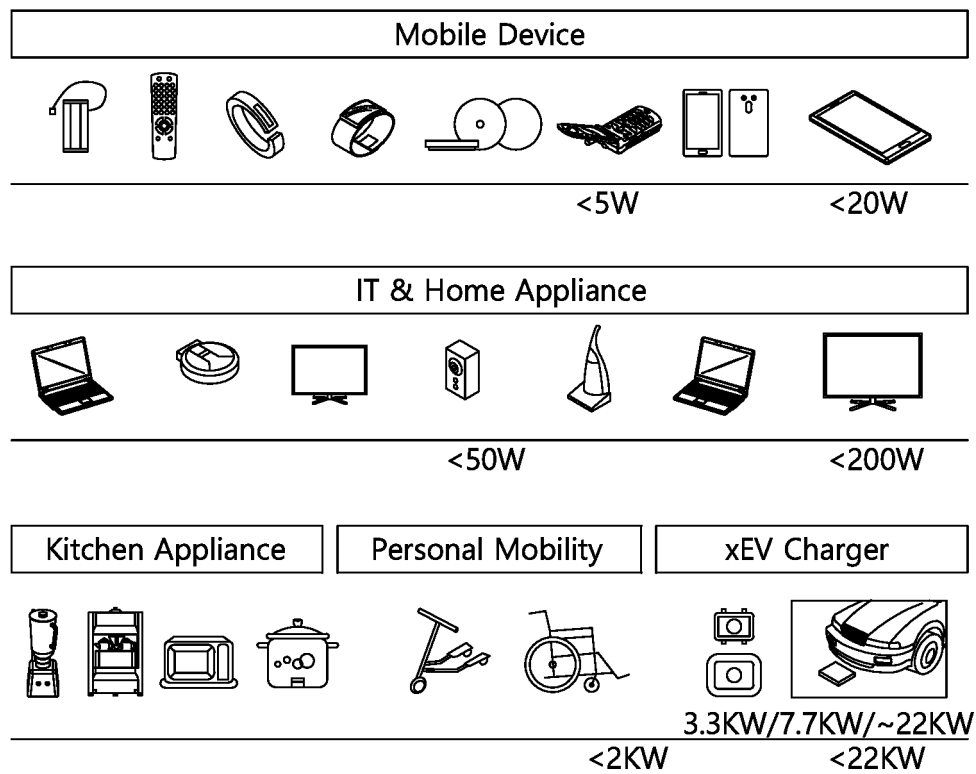 Mobile Device
<5W <20W
IT & Home Appliance
<50W <200W
Kitchen Appliance Personal Mobility xEV Charger
3.3KW/7.7KW/~22KW
<2KW <22KW